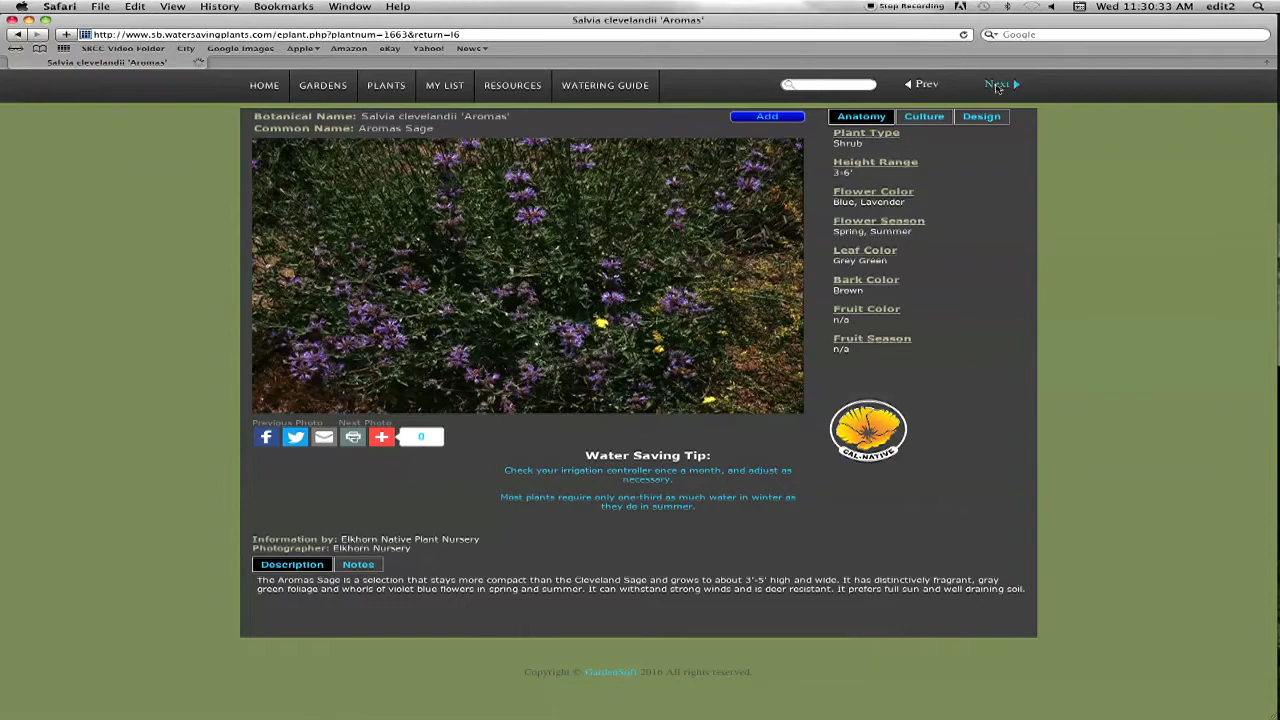 Safari File Edit View History Bookmarks Window Help Stop Recording Wed 11:30:33 AM edit2
Salvia clevelandii 'Aromas'
http://www.sb.watersavingplants.com/eplant.php?plantnum=1663&return=l6 Google
SKCC Video Folder City Google Images Apple Amazon eBay Yahoo! News
Salvia clevelandii 'Aromas'
HOME GARDENS PLANTS MY LIST RESOURCES WATERING GUIDE Prev Next
Botanical Name: Salvia clevelandii 'Aromas' Add Anatomy Culture Design
Common Name: Aromas Sage
Plant Type
Shrub
Height Range
3-6'
Flower Color
Blue, Lavender
Flower Season
Spring, Summer
Leaf Color
Grey Green
Bark Color
Brown
Fruit Color
n/a
Fruit Season
n/a
CAL-NATIVE
Previous Photo Next Photo
0
Water Saving Tip:
Check your irrigation controller once a month, and adjust as
necessary.
Most plants require only one-third as much water in winter as
they do in summer.
Information by: Elkhorn Native Plant Nursery
Photographer: Elkhorn Nursery
Description Notes
The Aromas Sage is a selection that stays more compact than the Cleveland Sage and grows to about 3'-5' high and wide. It has distinctively fragrant, gray
green foliage and whorls of violet blue flowers in spring and summer. It can withstand strong winds and is deer resistant. It prefers full sun and well draining soil.
Copyright © GardenSoft 2016 All rights reserved.